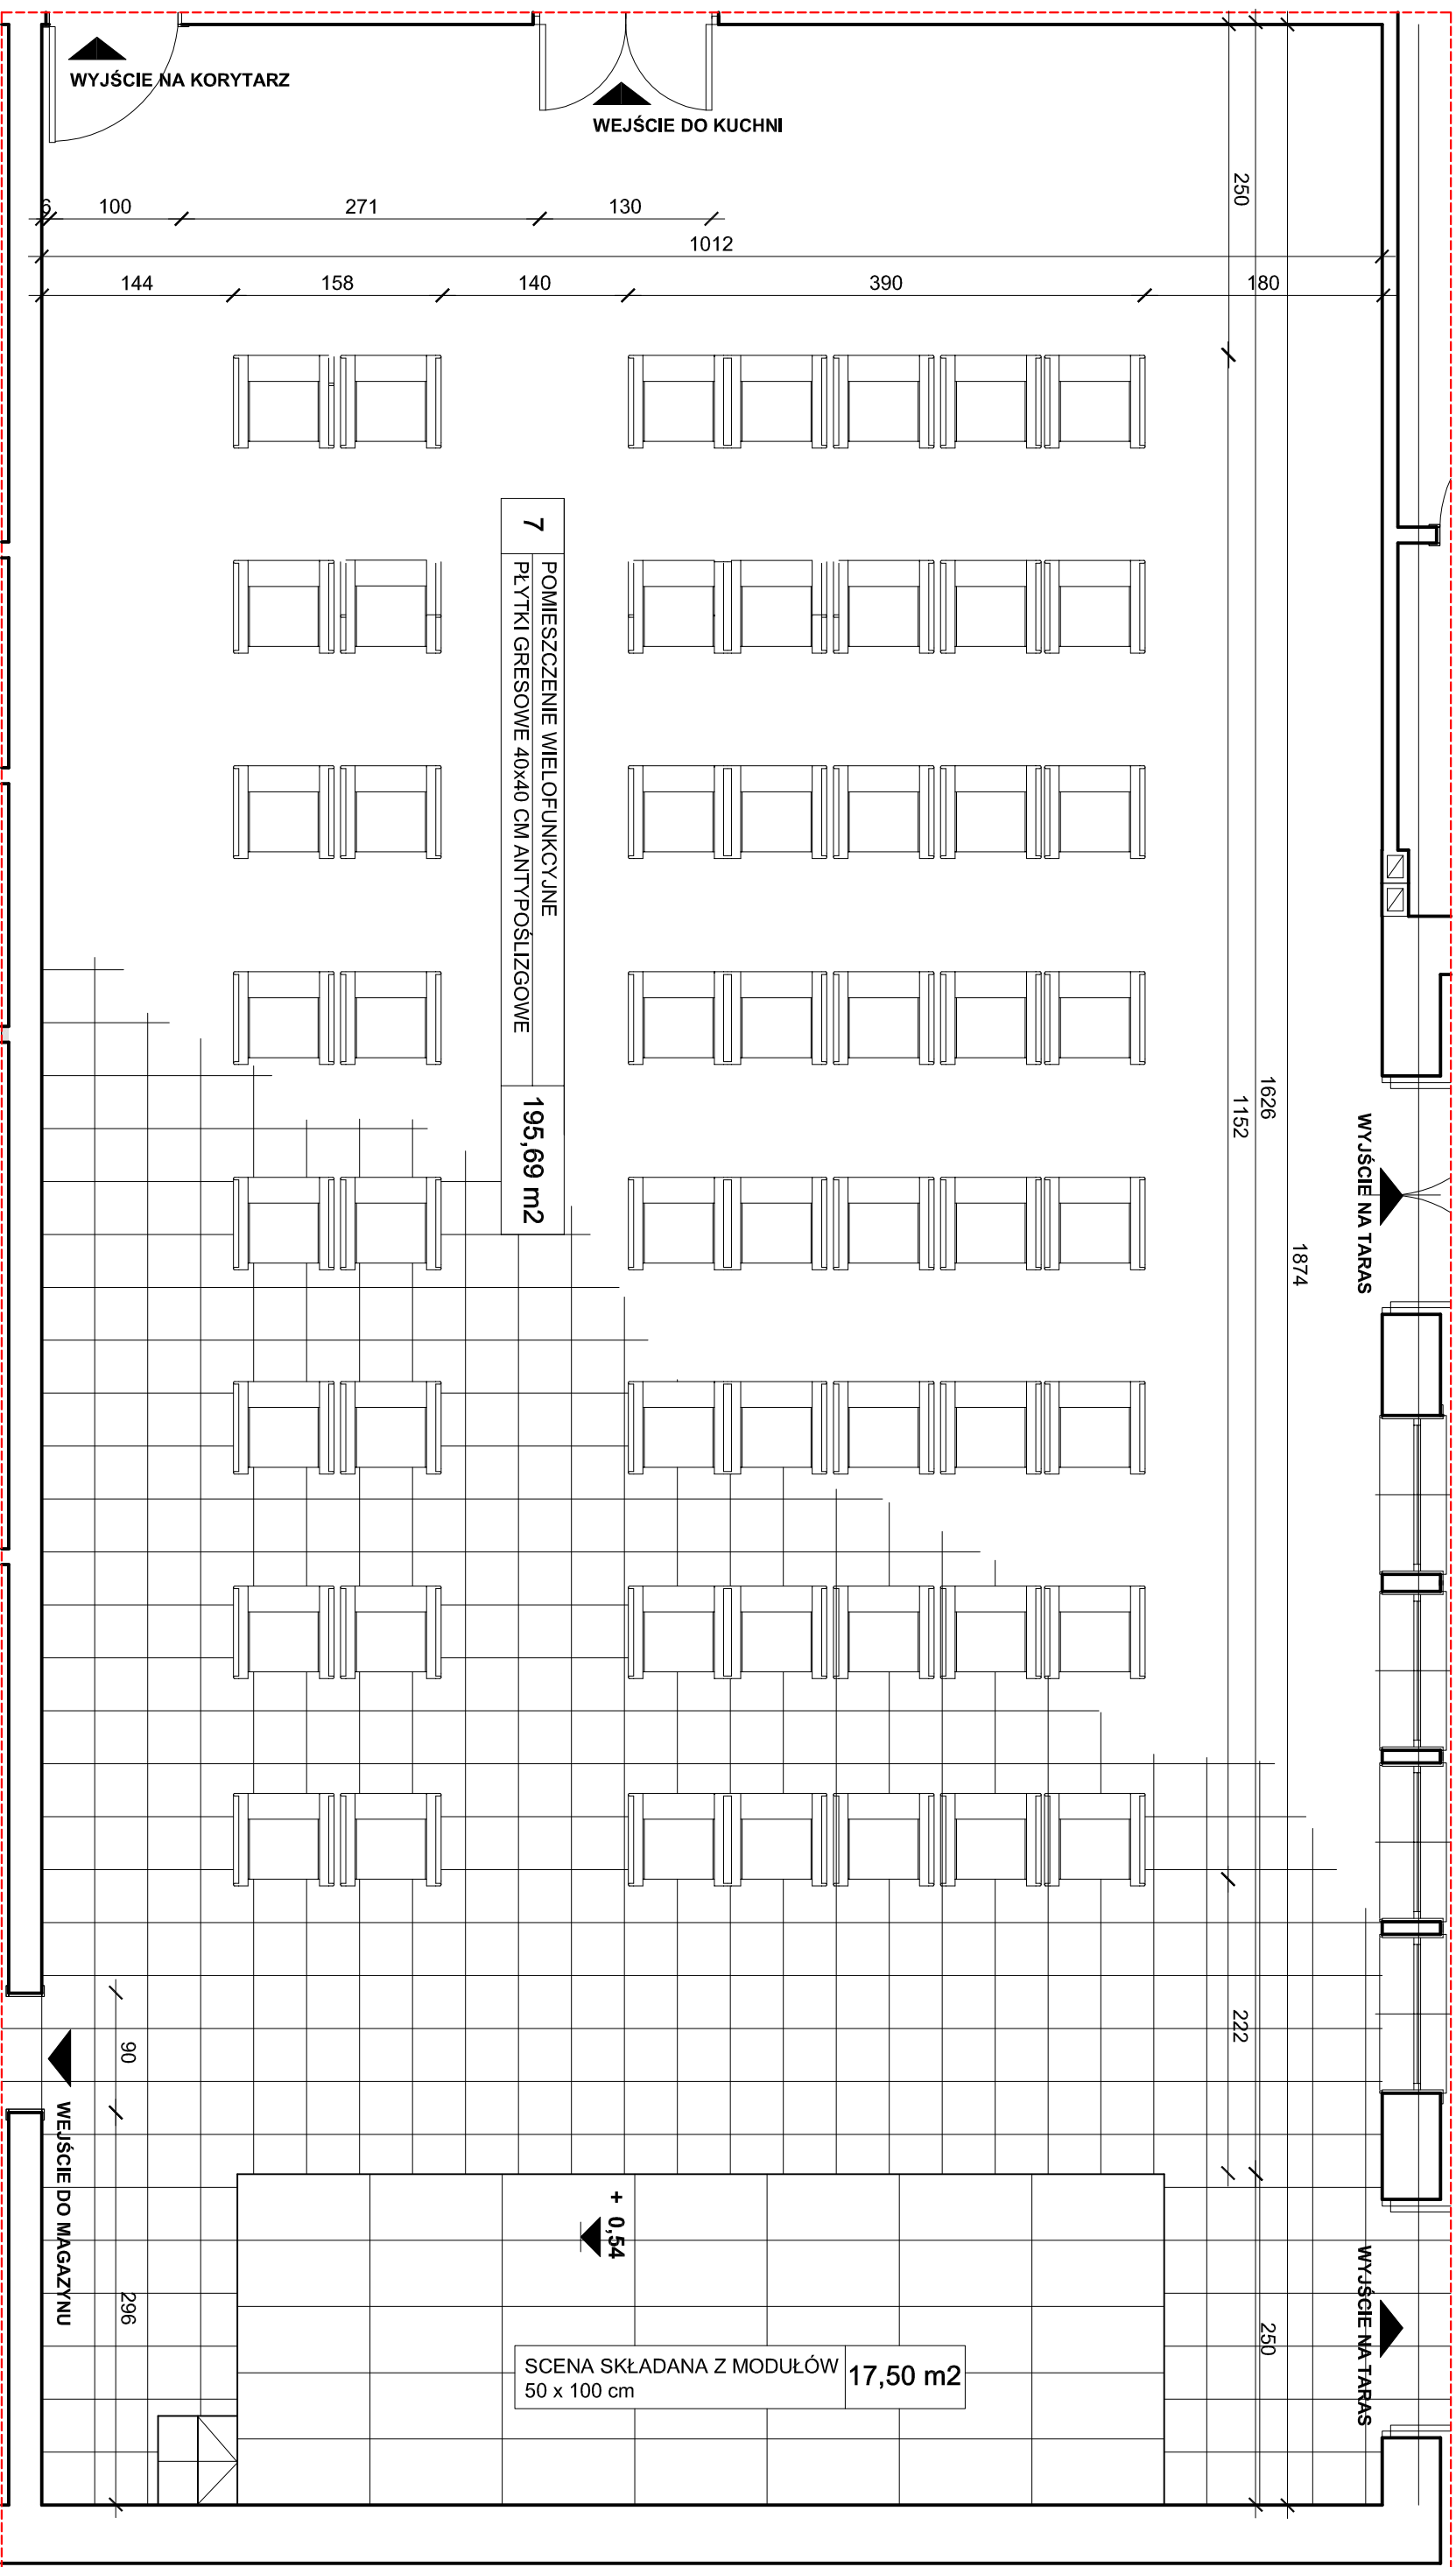 WYJŚCIE NA KORYTARZ
WEJŚCIE DO KUCHNI
6
100
271
130
1012
144
158
140
390
180
250
7
POMIESZCZENIE WIELOFUNKCYJNE
PŁYTKI GRESOWE 40x40 CM ANTYPOŚLIZGOWE
195,69 m2
1626
1152
1874
WYJŚCIE NA TARAS
222
90
WEJŚCIE DO MAGAZYNU
296
+ 0,54
250
WYJŚCIE NA TARAS
SCENA SKŁADANA Z MODUŁÓW
50 x 100 cm
17,50 m2